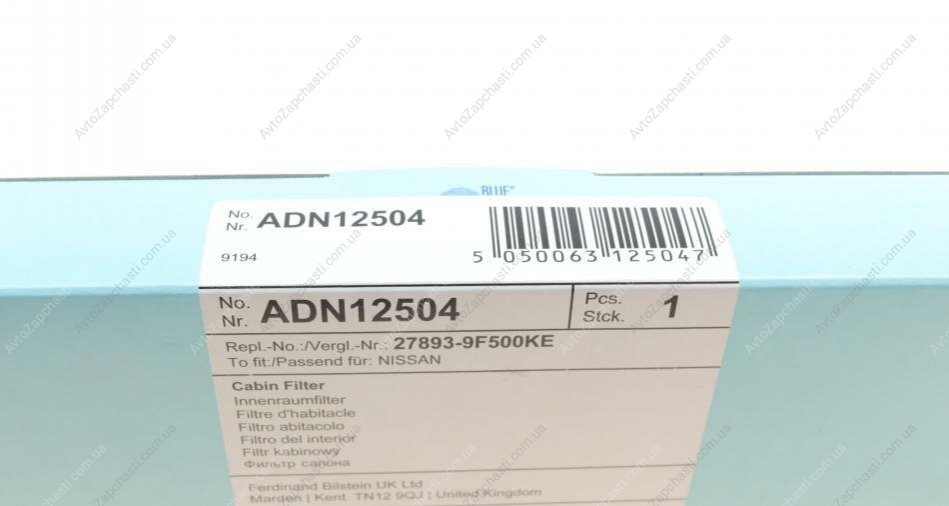 BLUE
No. ADN12504
Nr.
9194
5 050063 125047
No. ADN12504
Nr.
Pcs. 1
Stck.
Repl.-No.:/Vergl.-Nr.: 27893-9F500KE
To fit:/Passend für: NISSAN
Cabin Filter
Innenraumfilter
Filtre d'habitacle
Filtro abitacolo
Filtro del interior
Filtr kabinowy
Фильтр салона
Ferdinand Bilstein UK Ltd
Marden | Kent TN12 9QJ | United Kingdom
AvtoZapchasti.com.ua